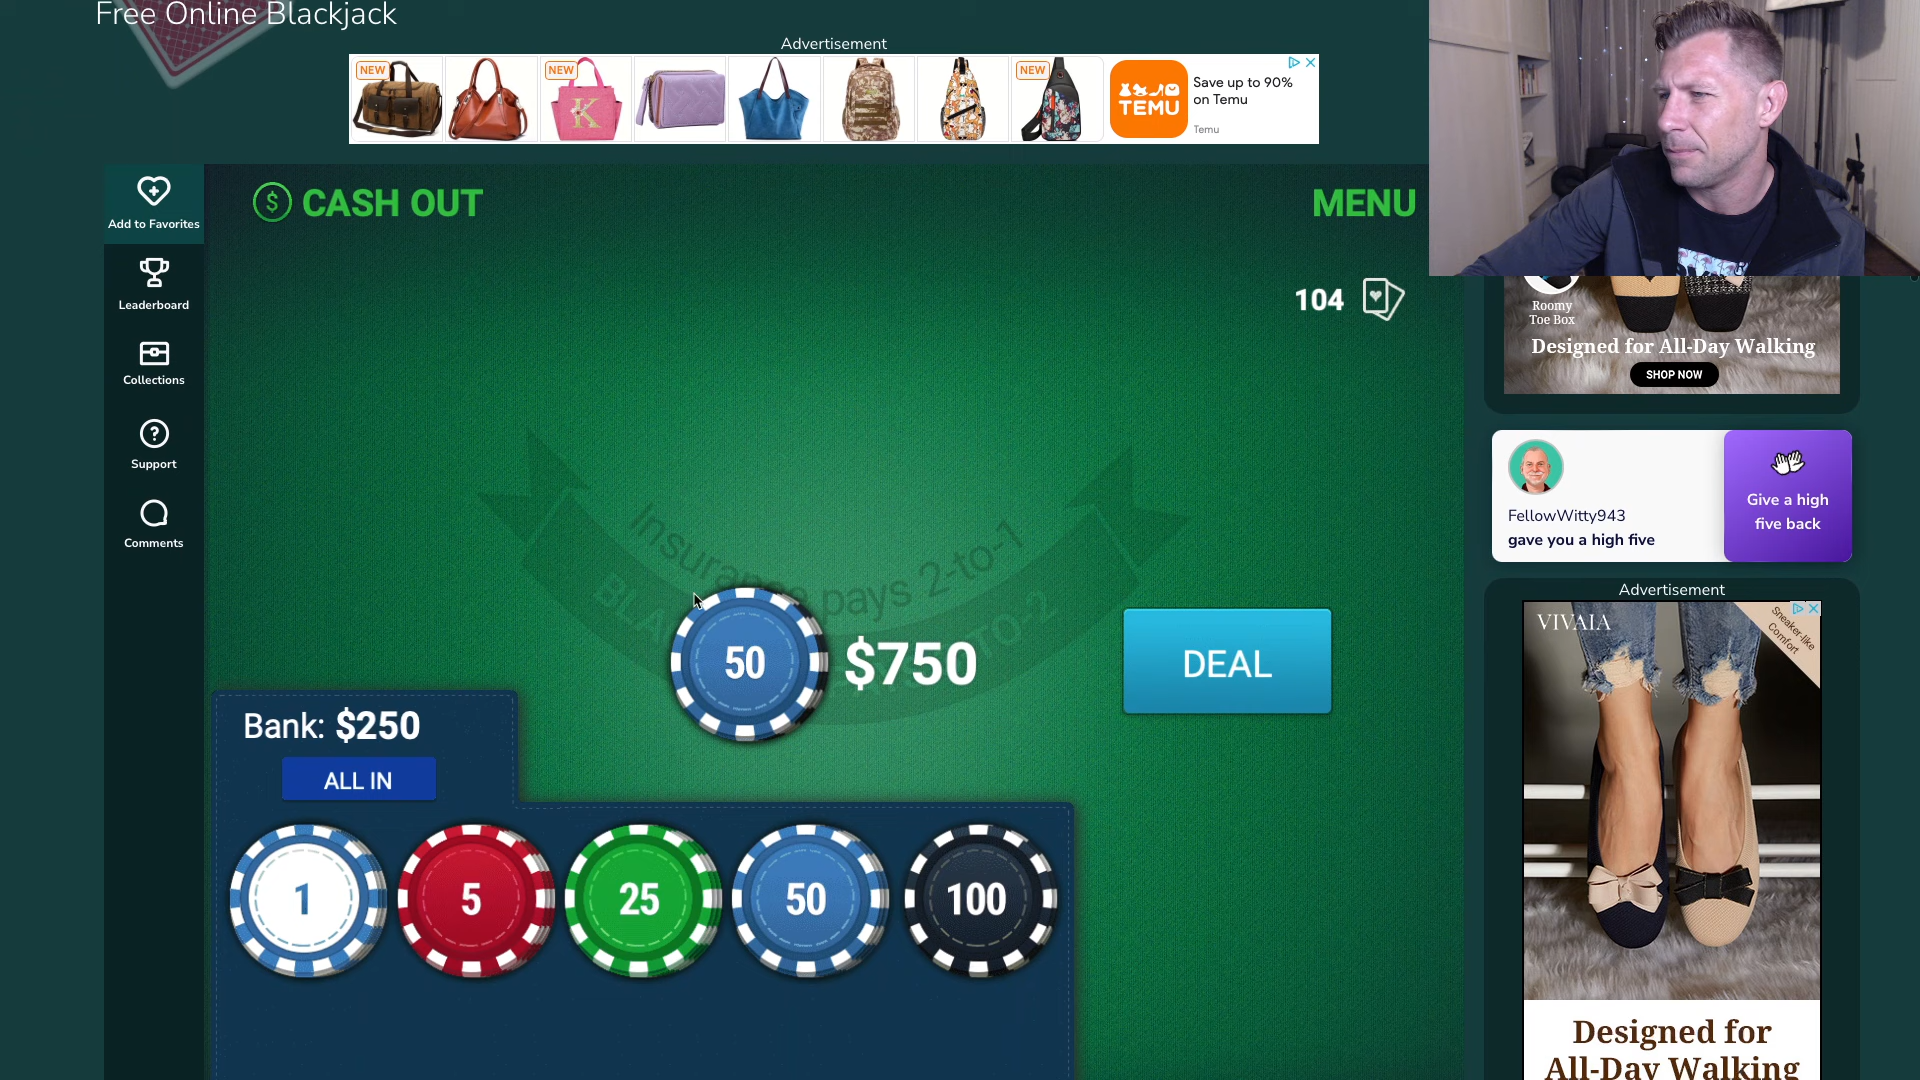 Free Online Blackjack
Advertisement
NEW
NEW
K
NEW
TEMU
Save up to 90%
on Temu
Temu
Add to Favorites
Leaderboard
Collections
Support
Comments
$ CASH OUT
MENU
104
Insurance pays 2-to-1
50
$750
DEAL
Bank: $250
ALL IN
1
5
25
50
100
Roomy
Toe Box
Designed for All-Day Walking
SHOP NOW
FellowWitty943
gave you a high five
Give a high
five back
Advertisement
VIVAIA
Sneaker-like
Comfort
Designed for
All-Day Walking